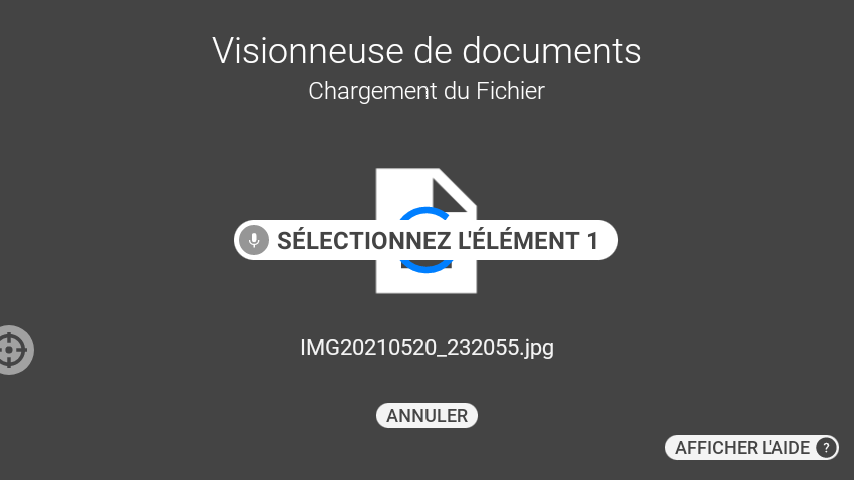 Visionneuse de documents
Chargement du Fichier
SÉLECTIONNEZ L'ÉLÉMENT 1
IMG20210520_232055.jpg
ANNULER
AFFICHER L'AIDE ?